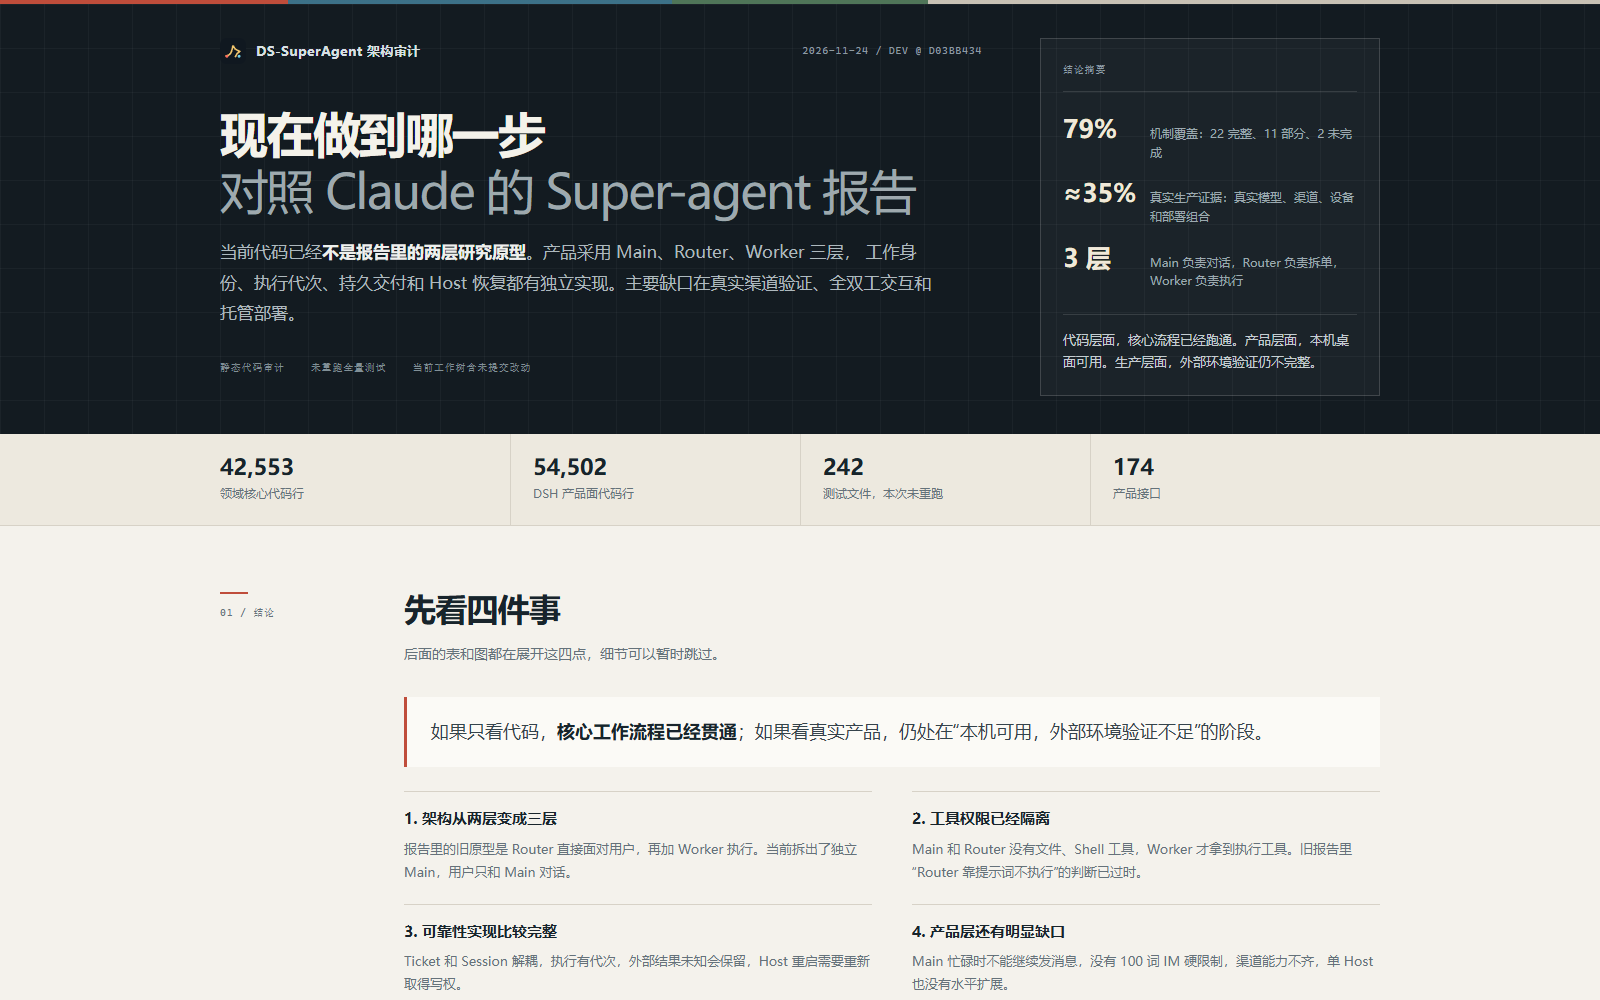 DS-SuperAgent 架构审计
2026-11-24 / DEV @ D03BB434
现在做到哪一步
对照 Claude 的 Super-agent 报告
当前代码已经不是报告里的两层研究原型。产品采用 Main、Router、Worker 三层， 工作身
份、执行代次、持久交付和 Host 恢复都有独立实现。主要缺口在真实渠道验证、全双工交互和
托管部署。
静态代码审计 未重跑全量测试 当前工作树含未提交改动
结论摘要
79%
机制覆盖：22 完整、11 部分、2 未完
成
≈35%
真实生产证据：真实模型、渠道、设备
和部署组合
3 层
Main 负责对话，Router 负责拆单，
Worker 负责执行
代码层面，核心流程已经跑通。产品层面，本机桌
面可用。生产层面，外部环境验证仍不完整。
42,553
领域核心代码行
54,502
DSH 产品面代码行
242
测试文件，本次未重跑
174
产品接口
01 / 结论
先看四件事
后面的表和图都在展开这四点，细节可以暂时跳过。
如果只看代码，核心工作流程已经贯通；如果看真实产品，仍处在“本机可用，外部环境验证不足”的阶段。
1. 架构从两层变成三层
报告里的旧原型是 Router 直接面对用户，再加 Worker 执行。当前拆出了独立
Main，用户只和 Main 对话。
2. 工具权限已经隔离
Main 和 Router 没有文件、Shell 工具，Worker 才拿到执行工具。旧报告里
“Router 靠提示词不执行”的判断已过时。
3. 可靠性实现比较完整
Ticket 和 Session 解耦，执行有代次，外部结果未知会保留，Host 重启需要重新
取得写权。
4. 产品层还有明显缺口
Main 忙碌时不能继续发消息，没有 100 词 IM 硬限制，渠道能力不齐，单 Host
也没有水平扩展。